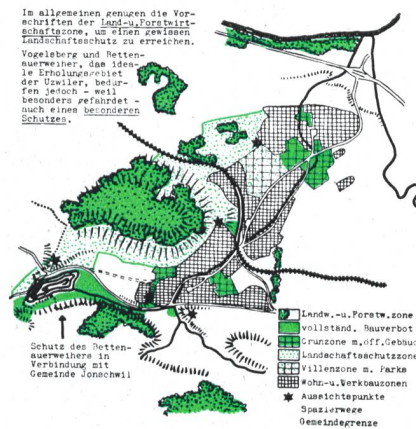 Im allgemeinen genügen die Vor-
schriften der Land-u.Forstwirt-
schaftszone, um einen gewissen
Landschaftsschutz zu erreichen.
Vogelsberg und Betten-
auerweiher, das idea-
le Erholungsgebiet
der Uzwiler, bedür-
fen jedoch - weil
besonders gefährdet -
auch eines besonderen
Schutzes.
Schutz des Betten-
auerweihers in
Verbindung mit
Gemeinde Jonschwil
Landw.-u.Forstw.zone
vollständ. Bauverbot
Grünzone m.öff.Gebäud
Landschaftsschutzzon
Villenzone m. Parks
Wohn-u.Werkbauzonen
Aussichtspunkte
Spazierwege
Gemeindegrenze